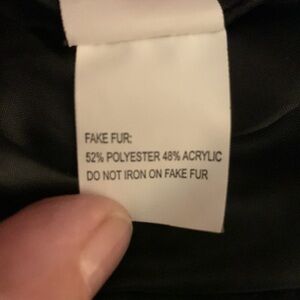 FAKE FUR:
52% POLYESTER 48% ACRYLIC
DO NOT IRON ON FAKE FUR